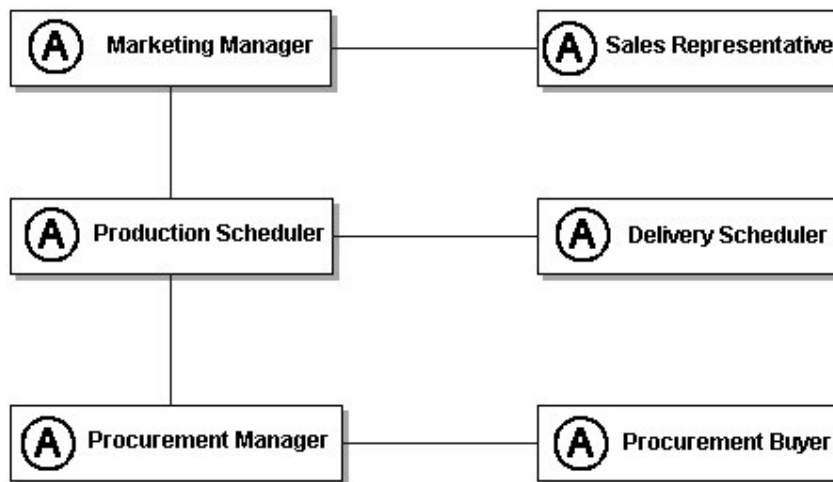 A Marketing Manager
A Sales Representative
A Production Scheduler
A Delivery Scheduler
A Procurement Manager
A Procurement Buyer